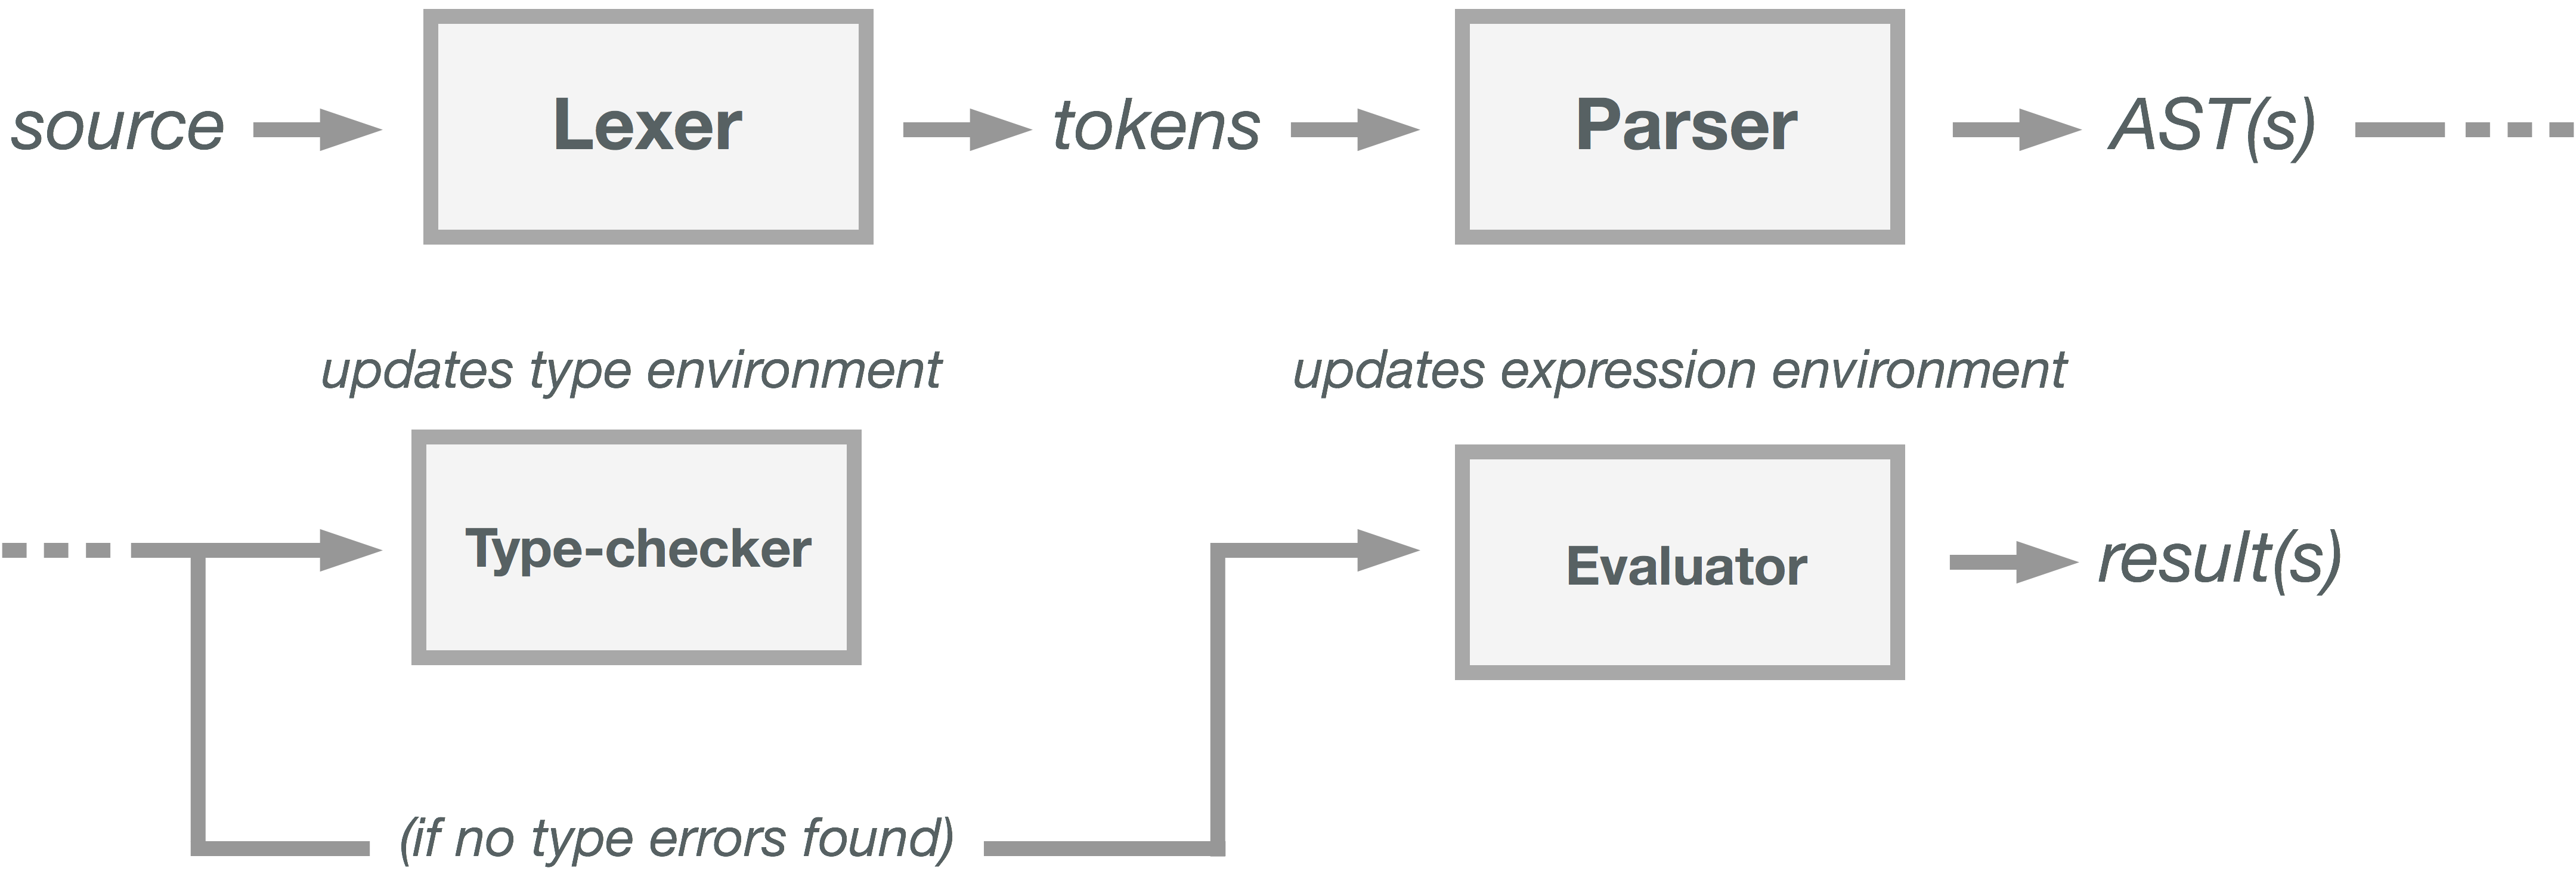 source
Lexer
tokens
Parser
AST(s)
updates type environment
updates expression environment
Type-checker
Evaluator
result(s)
(if no type errors found)